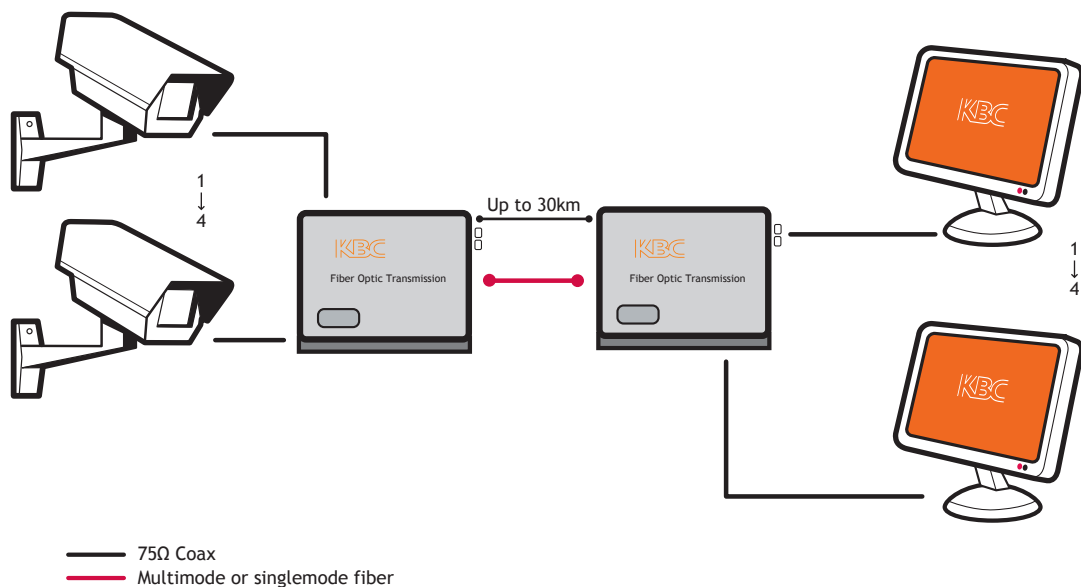 KBC
1
↓
4
Up to 30km
KBC
Fiber Optic Transmission
KBC
Fiber Optic Transmission
1
↓
4
KBC
75Ω Coax
Multimode or singlemode fiber